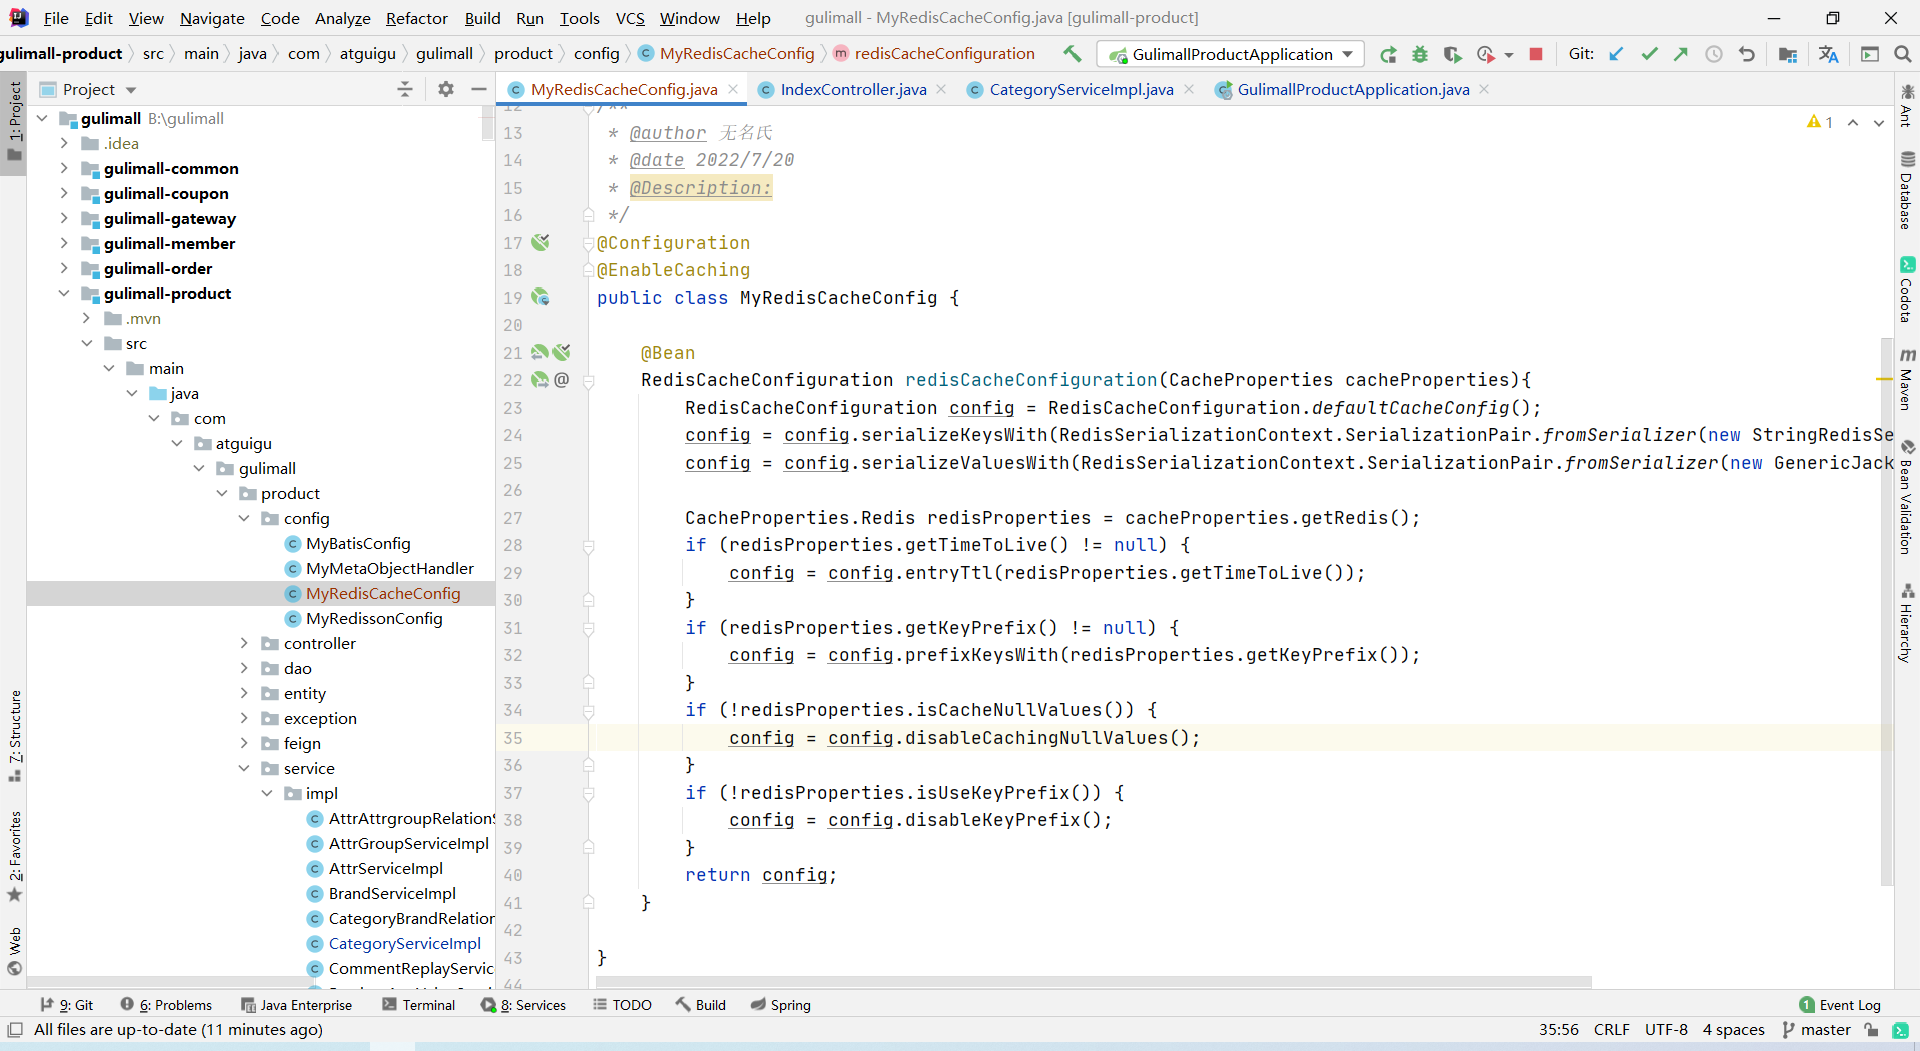 File Edit View Navigate Code Analyze Refactor Build Run Tools VCS Window Help gulimall - MyRedisCacheConfig.java [gulimall-product]
gulimall-product src main java com atguigu gulimall product config MyRedisCacheConfig redisCacheConfiguration GulimallProductApplication Git:
Project
MyRedisCacheConfig.java IndexController.java CategoryServiceImpl.java GulimallProductApplication.java
1: Project
7: Structure
2: Favorites
Web
gulimall B:\gulimall
.idea
gulimall-common
gulimall-coupon
gulimall-gateway
gulimall-member
gulimall-order
gulimall-product
.mvn
src
main
java
com
atguigu
gulimall
product
config
MyBatisConfig
MyMetaObjectHandler
MyRedisCacheConfig
MyRedissonConfig
controller
dao
entity
exception
feign
service
impl
AttrAttrgroupRelationS
AttrGroupServiceImpl
AttrServiceImpl
BrandServiceImpl
CategoryBrandRelation
CategoryServiceImpl
CommentReplayServic
12 /**
13 * @author 无名氏
14 * @date 2022/7/20
15 * @Description:
16 */
17 @Configuration
18 @EnableCaching
19 public class MyRedisCacheConfig {
20
21 @Bean
22 @ RedisCacheConfiguration redisCacheConfiguration(CacheProperties cacheProperties){
23 RedisCacheConfiguration config = RedisCacheConfiguration.defaultCacheConfig();
24 config = config.serializeKeysWith(RedisSerializationContext.SerializationPair.fromSerializer(new StringRedisSe
25 config = config.serializeValuesWith(RedisSerializationContext.SerializationPair.fromSerializer(new GenericJack
26
27 CacheProperties.Redis redisProperties = cacheProperties.getRedis();
28 if (redisProperties.getTimeToLive() != null) {
29 config = config.entryTtl(redisProperties.getTimeToLive());
30 }
31 if (redisProperties.getKeyPrefix() != null) {
32 config = config.prefixKeysWith(redisProperties.getKeyPrefix());
33 }
34 if (!redisProperties.isCacheNullValues()) {
35 config = config.disableCachingNullValues();
36 }
37 if (!redisProperties.isUseKeyPrefix()) {
38 config = config.disableKeyPrefix();
39 }
40 return config;
41 }
42
43 }
44
1
Ant
Database
Codota
Maven
Bean Validation
Hierarchy
9: Git 6: Problems Java Enterprise Terminal 8: Services TODO Build Spring 1 Event Log
All files are up-to-date (11 minutes ago) 35:56 CRLF UTF-8 4 spaces master